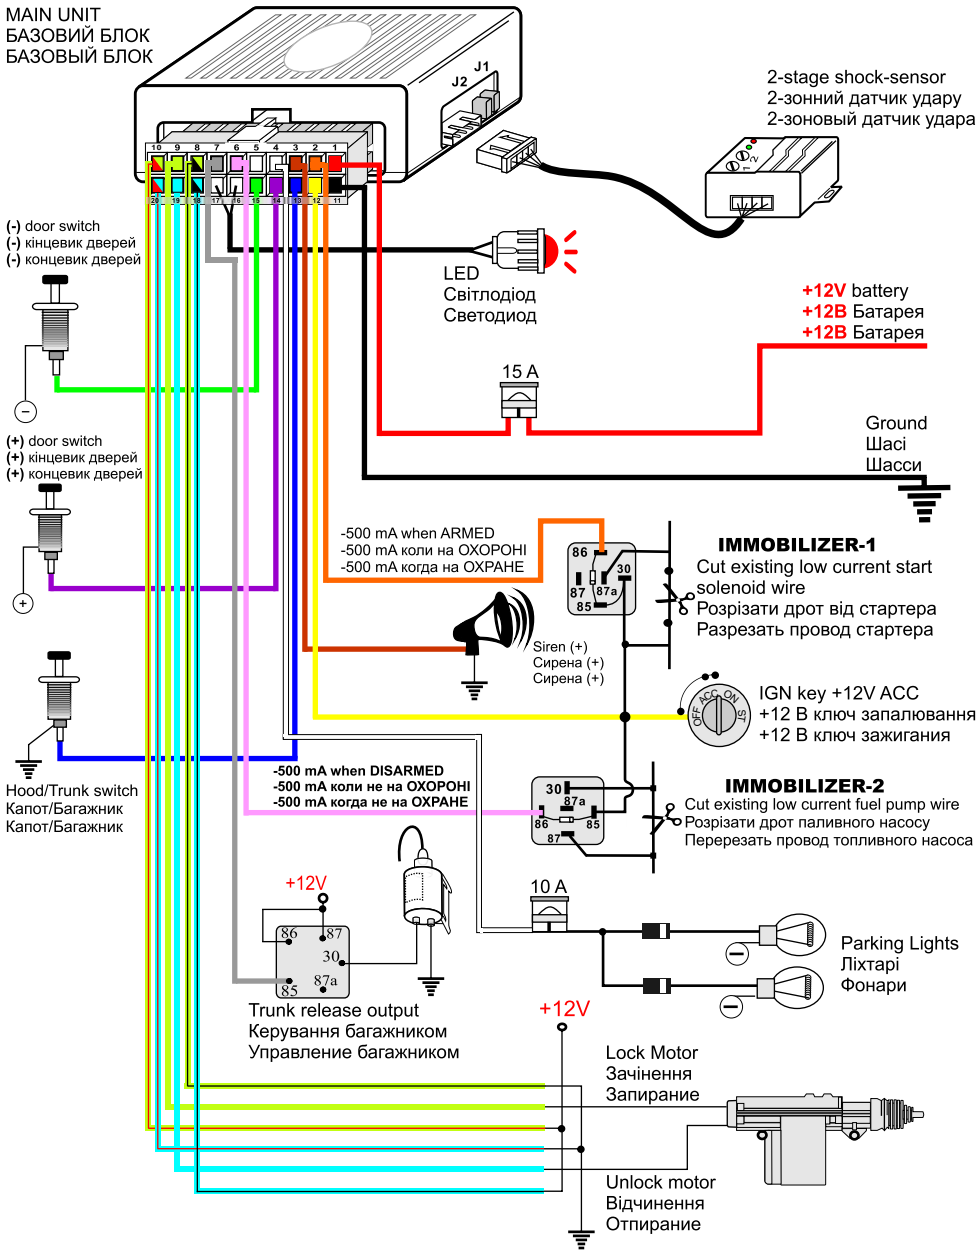 MAIN UNIT
БАЗОВИЙ БЛОК
БАЗОВЫЙ БЛОК
J1
J2
2-stage shock-sensor
2-зонний датчик удару
2-зоновый датчик удара
1 2
10 9 8 7 6 5 4 3 2 1
20 19 18 17 16 15 14 13 12 11
(-) door switch
(-) кінцевик дверей
(-) концевик дверей
LED
Світлодіод
Светодиод
+12V battery
+12В Батарея
+12В Батарея
15 A
Ground
Шасі
Шасси
(+) door switch
(+) кінцевик дверей
(+) концевик дверей
-500 mA when ARMED
-500 mA коли на ОХОРОНІ
-500 mA когда на ОХРАНЕ
86
30
87 87a
85
IMMOBILIZER-1
Cut existing low current start
solenoid wire
Розрізати дрот від стартера
Разрезать провод стартера
Siren (+)
Сирена (+)
Сирена (+)
OFF ACC ON ST
IGN key +12V ACC
+12 В ключ запалювання
+12 В ключ зажигания
Hood/Trunk switch
Капот/Багажник
Капот/Багажник
-500 mA when DISARMED
-500 mA коли не на ОХОРОНІ
-500 mA когда не на ОХРАНЕ
30
87a
86 85
87
IMMOBILIZER-2
Cut existing low current fuel pump wire
Розрізати дрот паливного насосу
Перерезать провод топливного насоса
+12V
86 87
30
85 87a
10 A
Parking Lights
Ліхтарі
Фонари
Trunk release output
Керування багажником
Управление багажником
+12V
Lock Motor
Зачінення
Запирание
Unlock motor
Відчинення
Отпирание